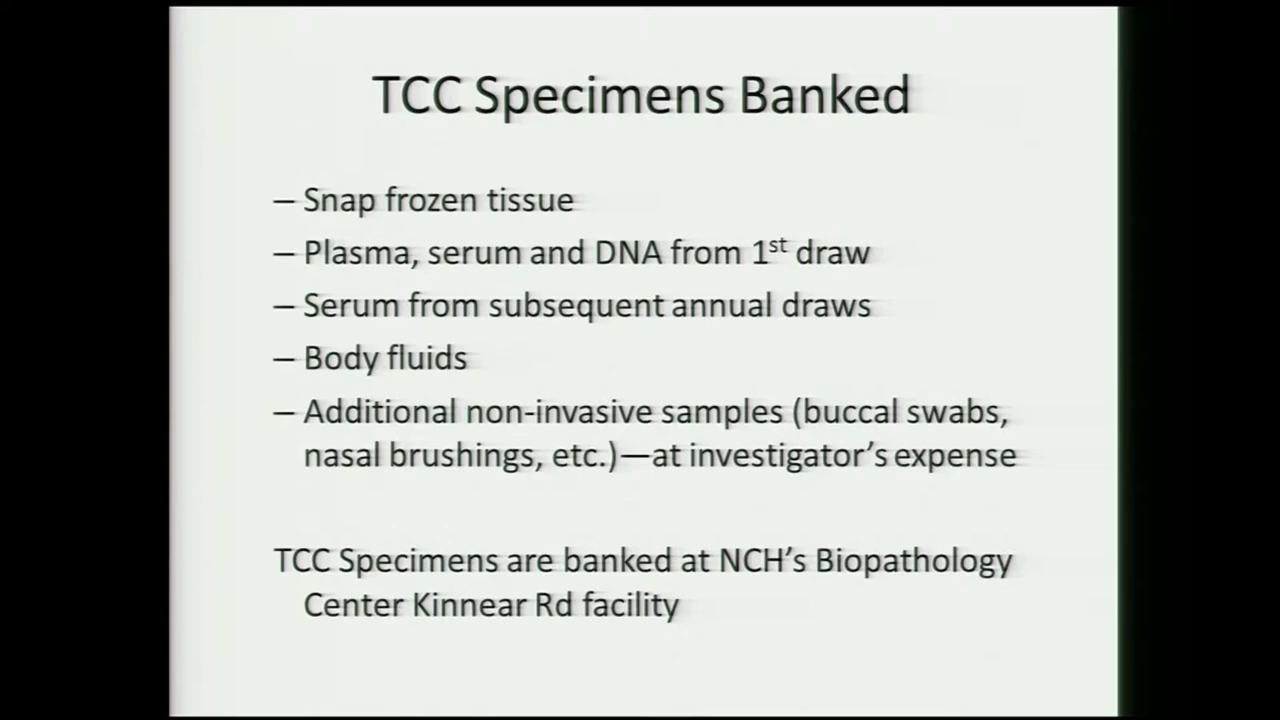 TCC Specimens Banked
– Snap frozen tissue
– Plasma, serum and DNA from 1st draw
– Serum from subsequent annual draws
– Body fluids
– Additional non-invasive samples (buccal swabs,
nasal brushings, etc.)—at investigator's expense
TCC Specimens are banked at NCH's Biopathology
Center Kinnear Rd facility